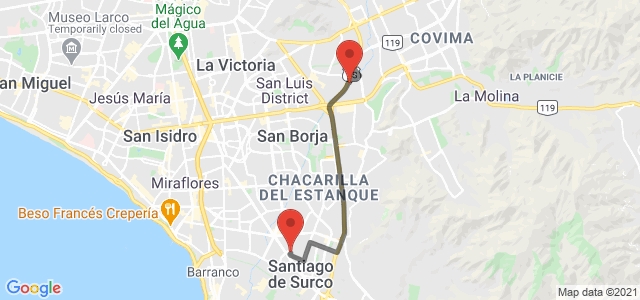 Museo Larco
Temporarily closed
Mágico
del Agua
119
COVIMA
La Victoria
an Miguel
San Luis
District
LA PLANICIE
Jesús María
La Molina
119
San Isidro
San Borja
Miraflores
CHACARILLA
DEL ESTANQUE
Beso Francés Crepería
Barranco
Santiago
de Surco
Google
Map data ©2021